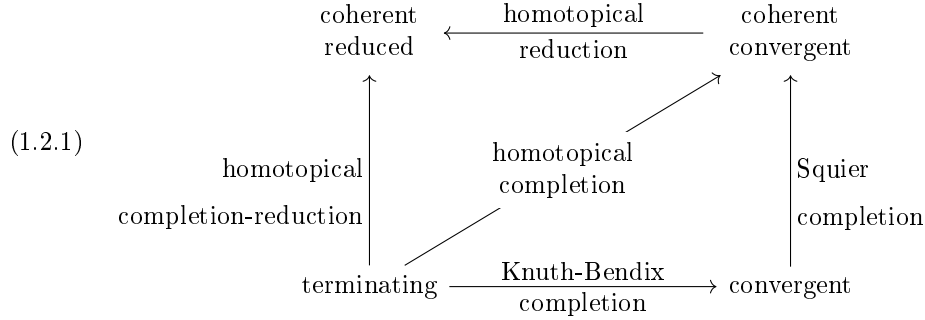 coherent
reduced
homotopical
reduction
coherent
convergent
(1.2.1)
homotopical
completion-reduction
homotopical
completion
Squier
completion
terminating
Knuth-Bendix
completion
convergent